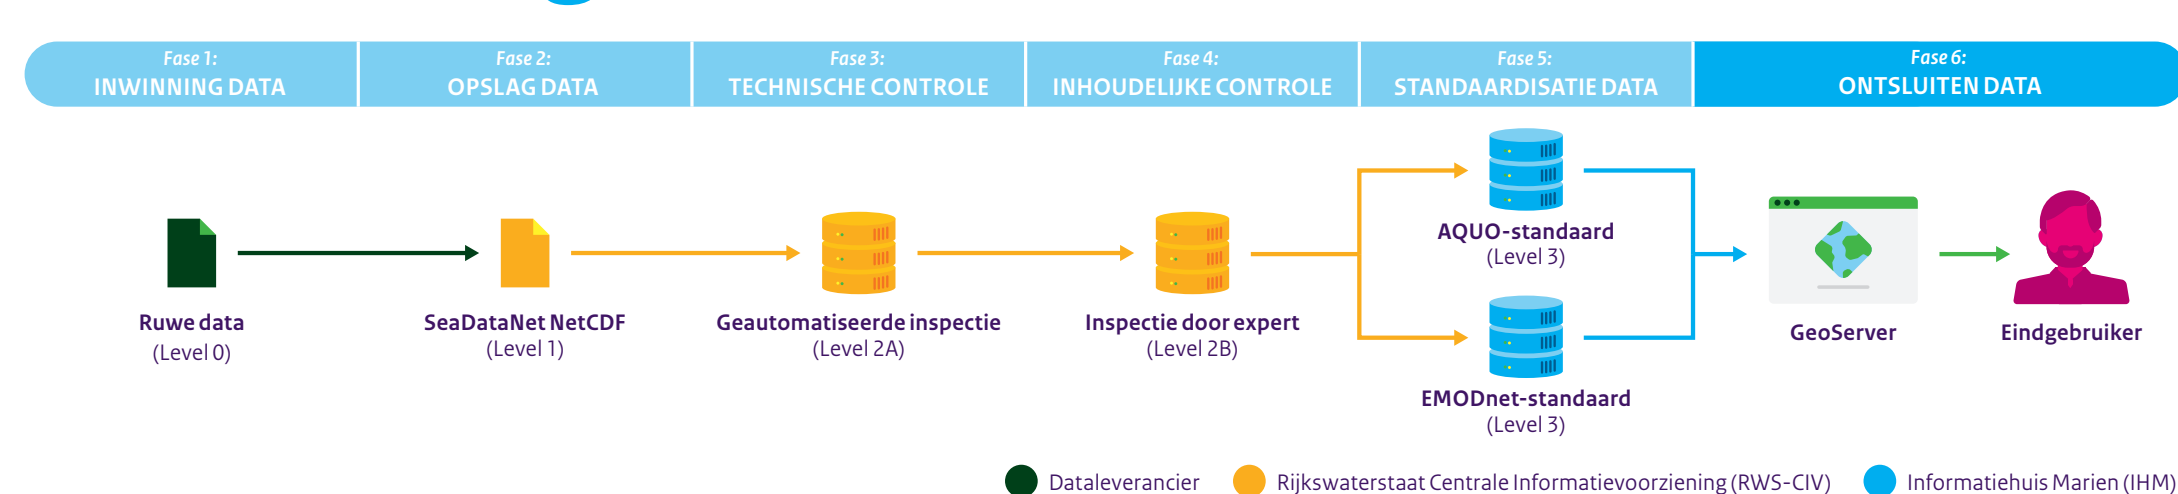 Fase 1:
INWINNING DATA
Fase 2:
OPSLAG DATA
Fase 3:
TECHNISCHE CONTROLE
Fase 4:
INHOUDELIJKE CONTROLE
Fase 5:
STANDAARDISATIE DATA
Fase 6:
ONTSLUITEN DATA
Ruwe data
(Level 0)
SeaDataNet NetCDF
(Level 1)
Geautomatiseerde inspectie
(Level 2A)
Inspectie door expert
(Level 2B)
AQUO-standaard
(Level 3)
EMODnet-standaard
(Level 3)
GeoServer
Eindgebruiker
Dataleverancier
Rijkswaterstaat Centrale Informatievoorziening (RWS-CIV)
Informatiehuis Marien (IHM)